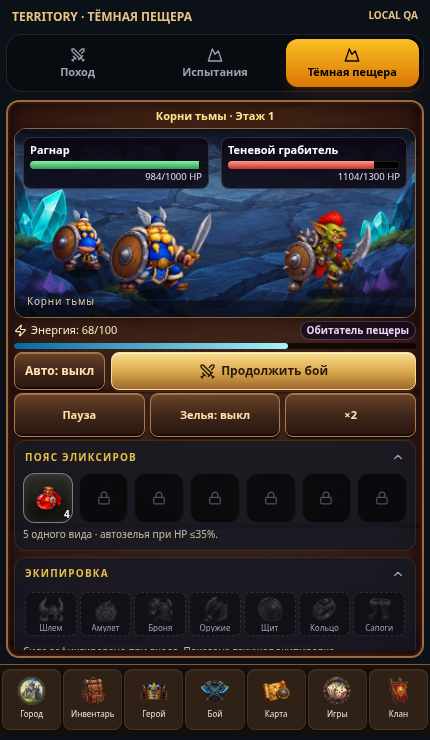 TERRITORY · ТЁМНАЯ ПЕЩЕРА
LOCAL QA
Поход
Испытания
Тёмная пещера
Корни тьмы · Этаж 1
Рагнар
984/1000 HP
Теневой грабитель
1104/1300 HP
Корни тьмы
Энергия: 68/100
Обитатель пещеры
Авто: выкл
Продолжить бой
Пауза
Зелья: выкл
×2
ПОЯС ЭЛИКСИРОВ
4
5 одного вида · автозелья при HP ≤35%.
ЭКИПИРОВКА
Шлем
Амулет
Броня
Оружие
Щит
Кольцо
Сапоги
Город
Инвентарь
Герой
Бой
Карта
Игры
Клан